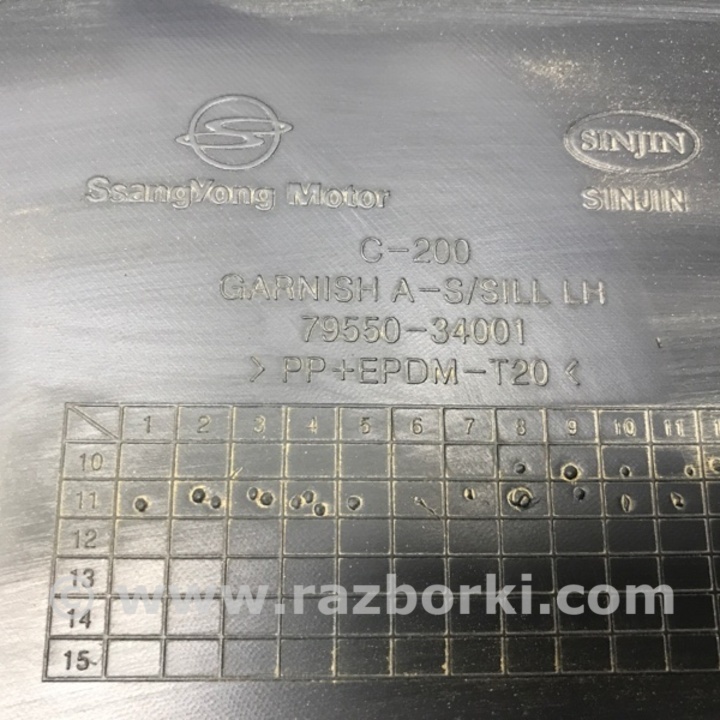 SINJIN
SsangYong Motor
SINJIN
C-200
GARNISH A-S/SILL LH
79550-34001
> PP+EPDM-T20 <
1 2 3 4 5 6 7 8 9 10 11
10
11
12
13
14
15
© www.razborki.com